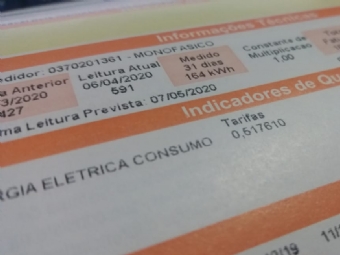 Informações Técnicas
edidor: 0370201361 - MONOFASICO
a Anterior Leitura Atual Medido Constante de
3/2020 06/04/2020 31 dias Multiplicação
427 591 164 kWh 1,00
ma Leitura Prevista: 07/05/2020
Indicadores de Qu
Tarifas
RGIA ELETRICA CONSUMO 0,517610